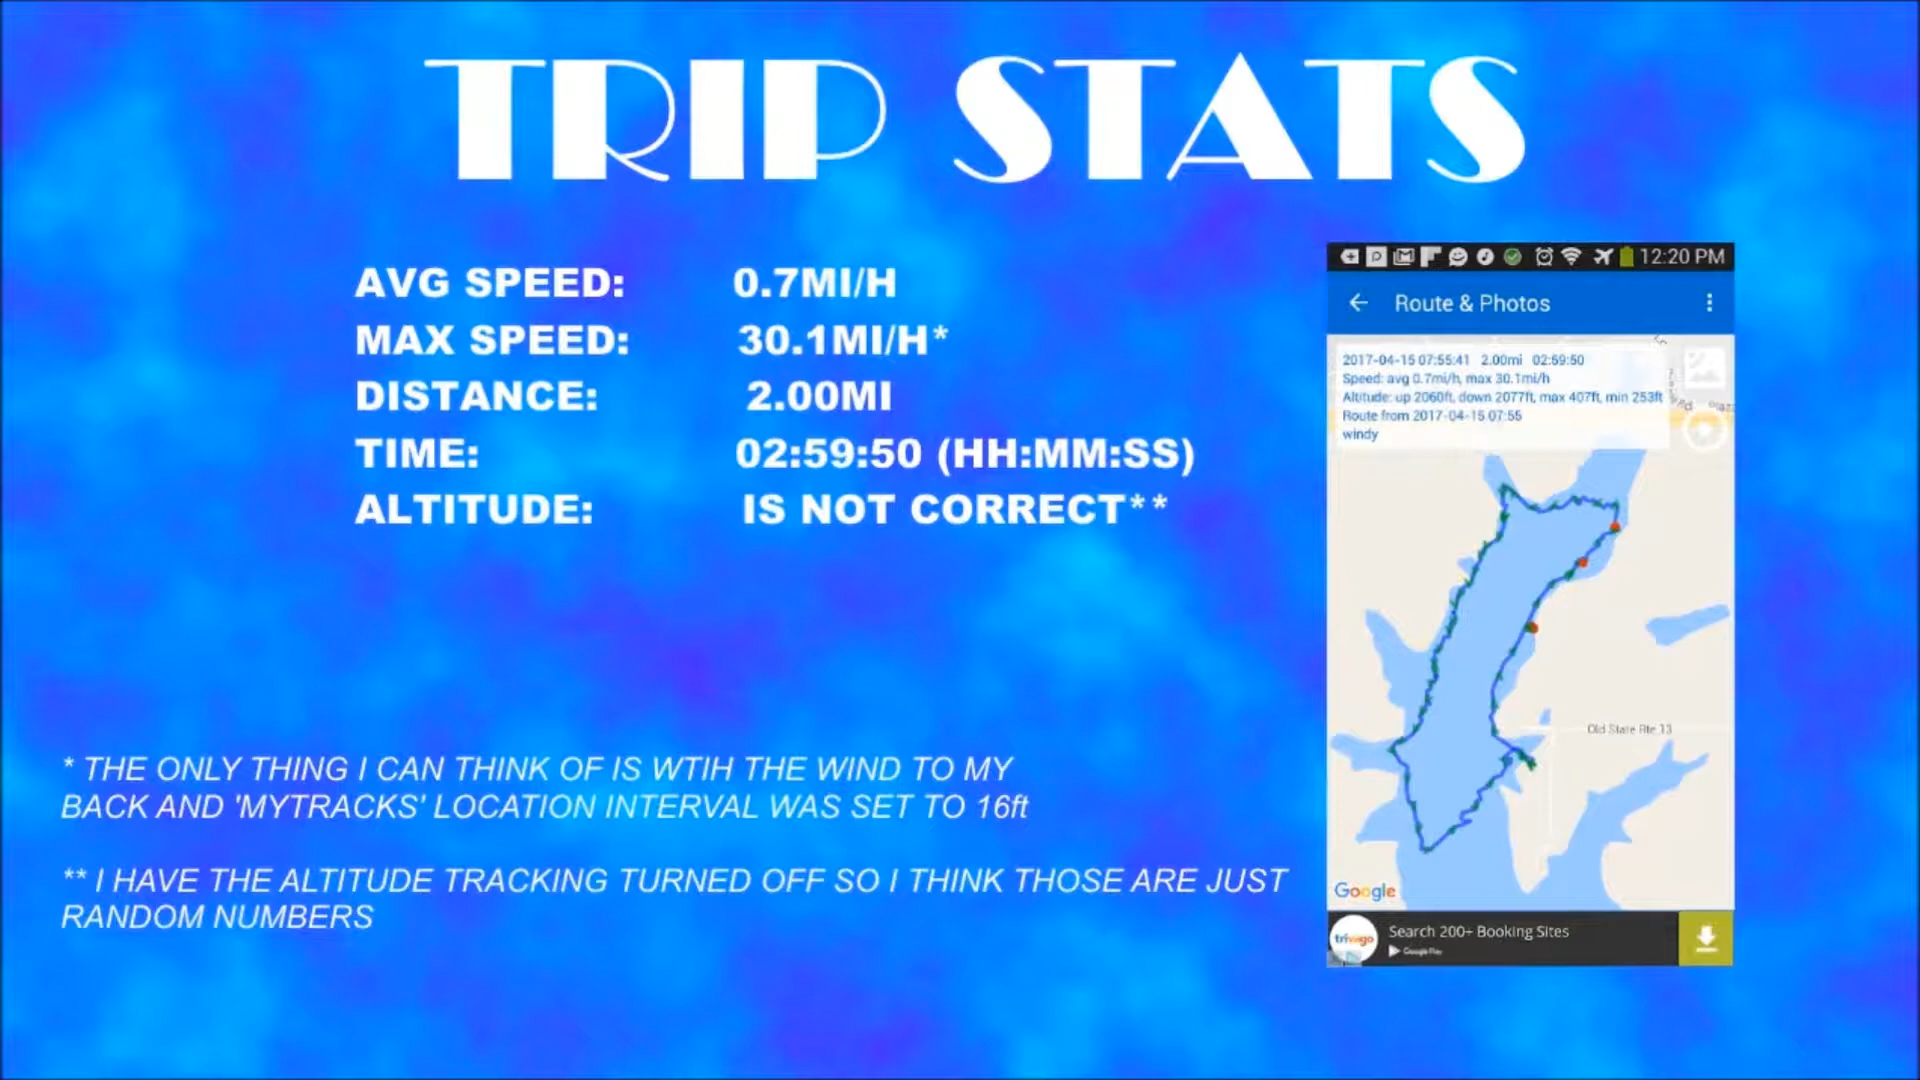 TRIP STATS
AVG SPEED: 0.7MI/H
MAX SPEED: 30.1MI/H*
DISTANCE: 2.00MI
TIME: 02:59:50 (HH:MM:SS)
ALTITUDE: IS NOT CORRECT**
* THE ONLY THING I CAN THINK OF IS WTIH THE WIND TO MY
BACK AND 'MYTRACKS' LOCATION INTERVAL WAS SET TO 16ft
** I HAVE THE ALTITUDE TRACKING TURNED OFF SO I THINK THOSE ARE JUST
RANDOM NUMBERS
12:20 PM
Route & Photos
2017-04-15 07:55:41 2.00mi 02:59:50
Speed: avg 0.7mi/h, max 30.1mi/h
Altitude: up 2060ft, down 2077ft, max 407ft, min 253ft
Route from 2017-04-15 07:55
windy
Rd
Old State Rte 13
Google
trivago
Search 200+ Booking Sites
Google Play